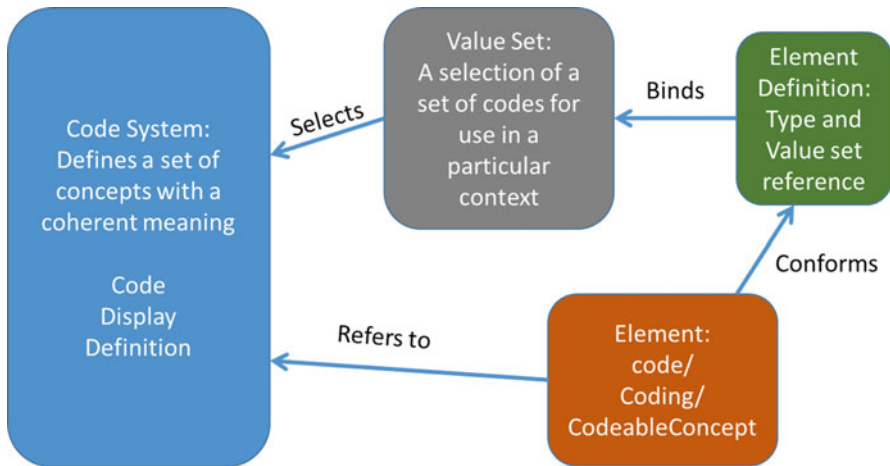 Code System:
Defines a set of
concepts with a
coherent meaning
Code
Display
Definition
Selects
Value Set:
A selection of a
set of codes for
use in a
particular
context
Binds
Element
Definition:
Type and
Value set
reference
Conforms
Refers to
Element:
code/
Coding/
CodeableConcept